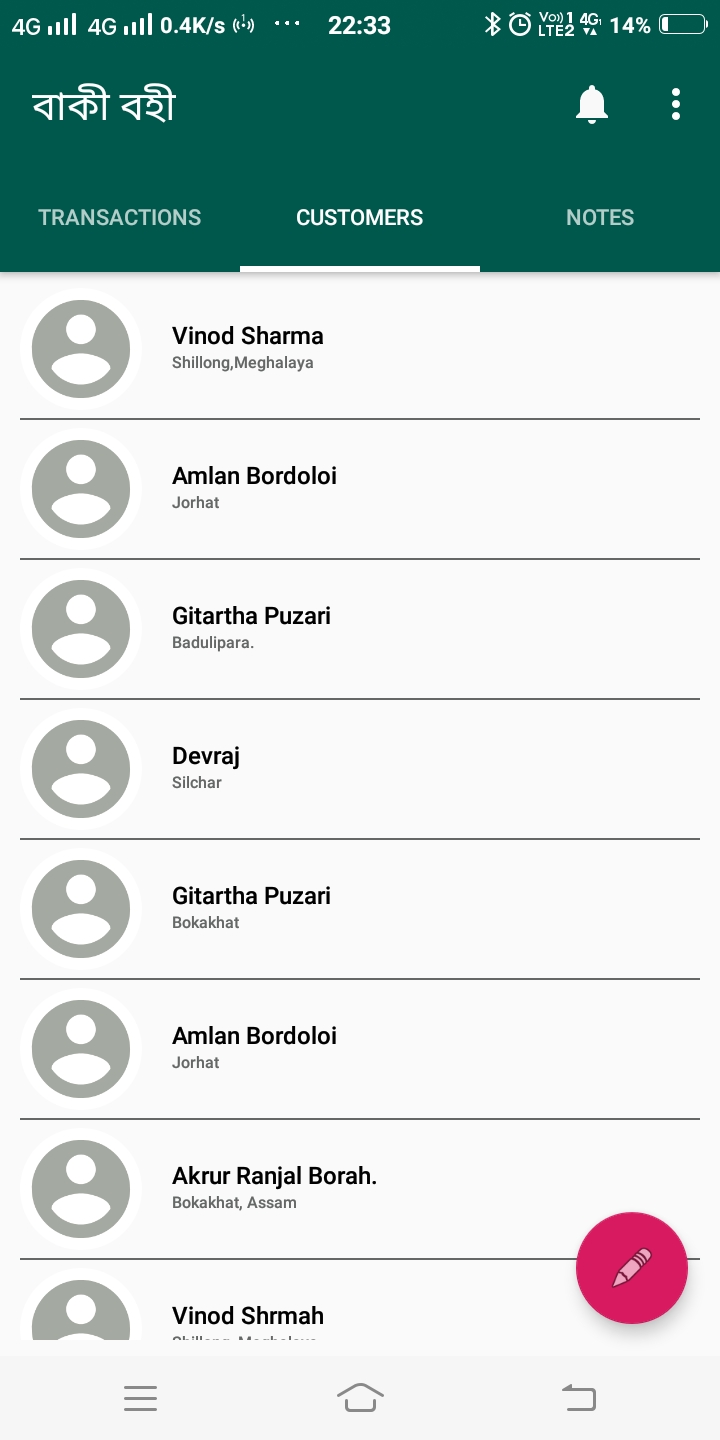 4G 4G 0.4K/s ... 22:33 Vo)) 1 LTE2 4G 14%
বাকী বহী
TRANSACTIONS CUSTOMERS NOTES
Vinod Sharma
Shillong,Meghalaya
Amlan Bordoloi
Jorhat
Gitartha Puzari
Badulipara.
Devraj
Silchar
Gitartha Puzari
Bokakhat
Amlan Bordoloi
Jorhat
Akrur Ranjal Borah.
Bokakhat, Assam
Vinod Shrmah
Shillong, Meghalaya